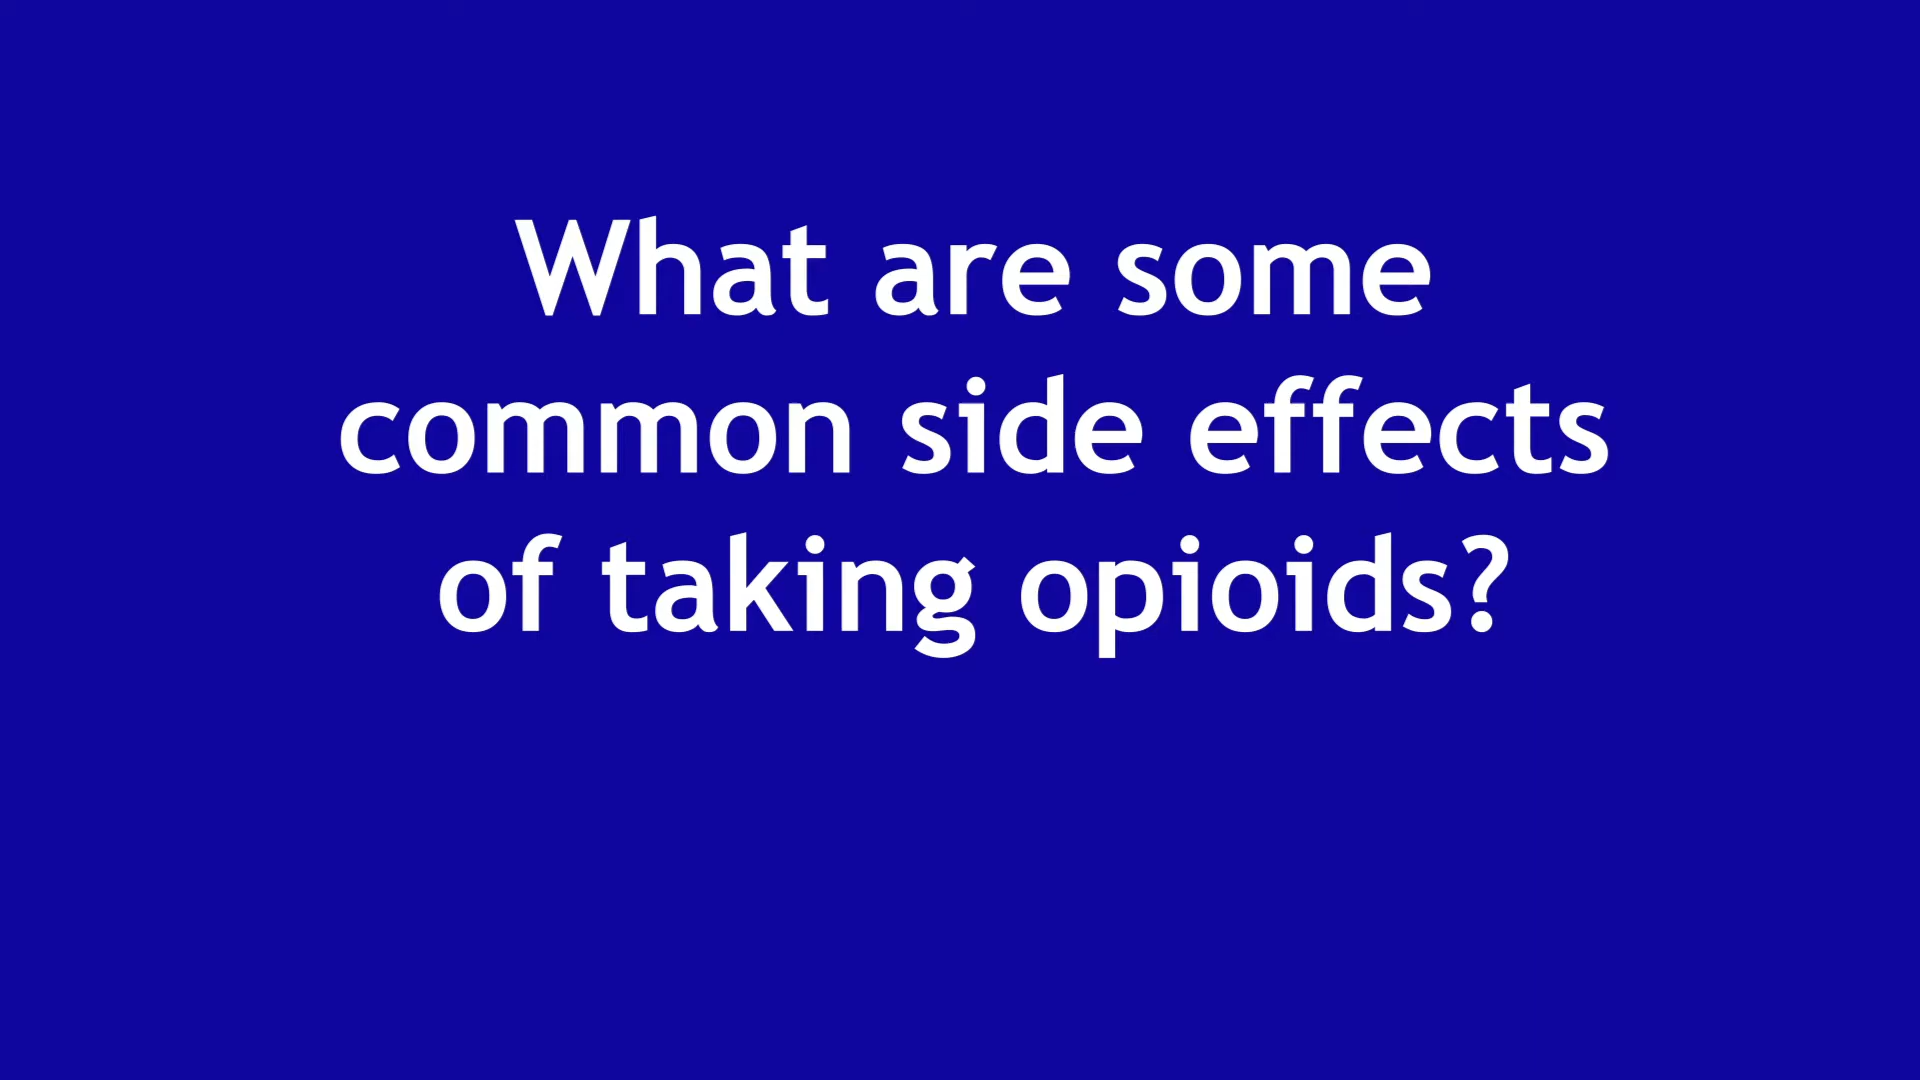 What are some
common side effects
of taking opioids?